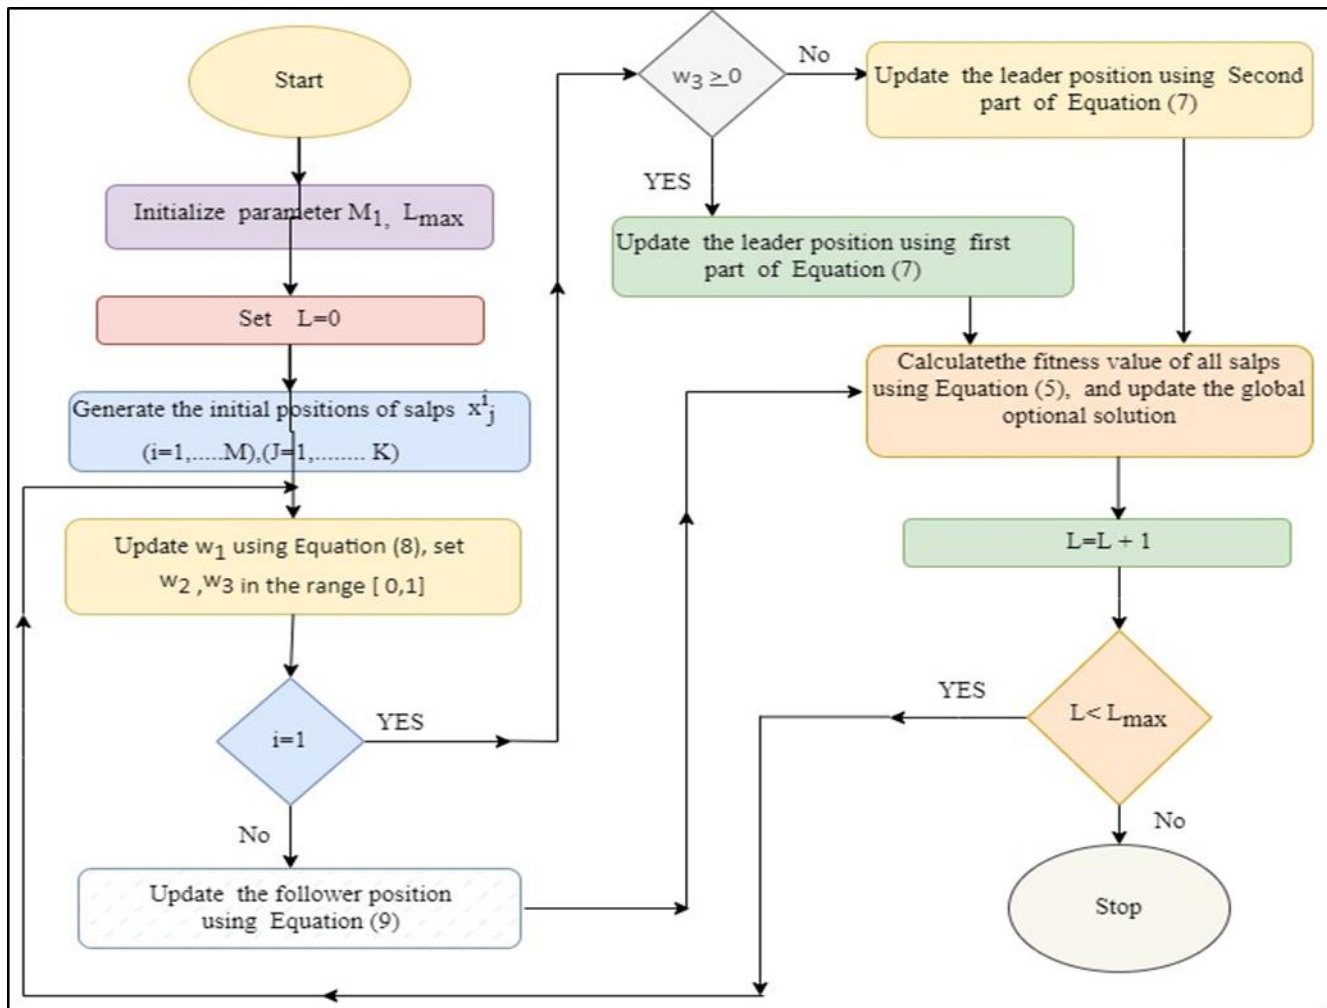 Start
Initialize parameter M1, Lmax
Set L=0
Generate the initial positions of salps x^i_j
(i=1,.....M),(J=1,........ K)
Update w1 using Equation (8), set
w2 ,w3 in the range [ 0,1]
i=1
YES
No
Update the follower position
using Equation (9)
w3 ≥0
No
YES
Update the leader position using Second
part of Equation (7)
Update the leader position using first
part of Equation (7)
Calculatethe fitness value of all salps
using Equation (5), and update the global
optional solution
L=L + 1
L< Lmax
YES
No
Stop